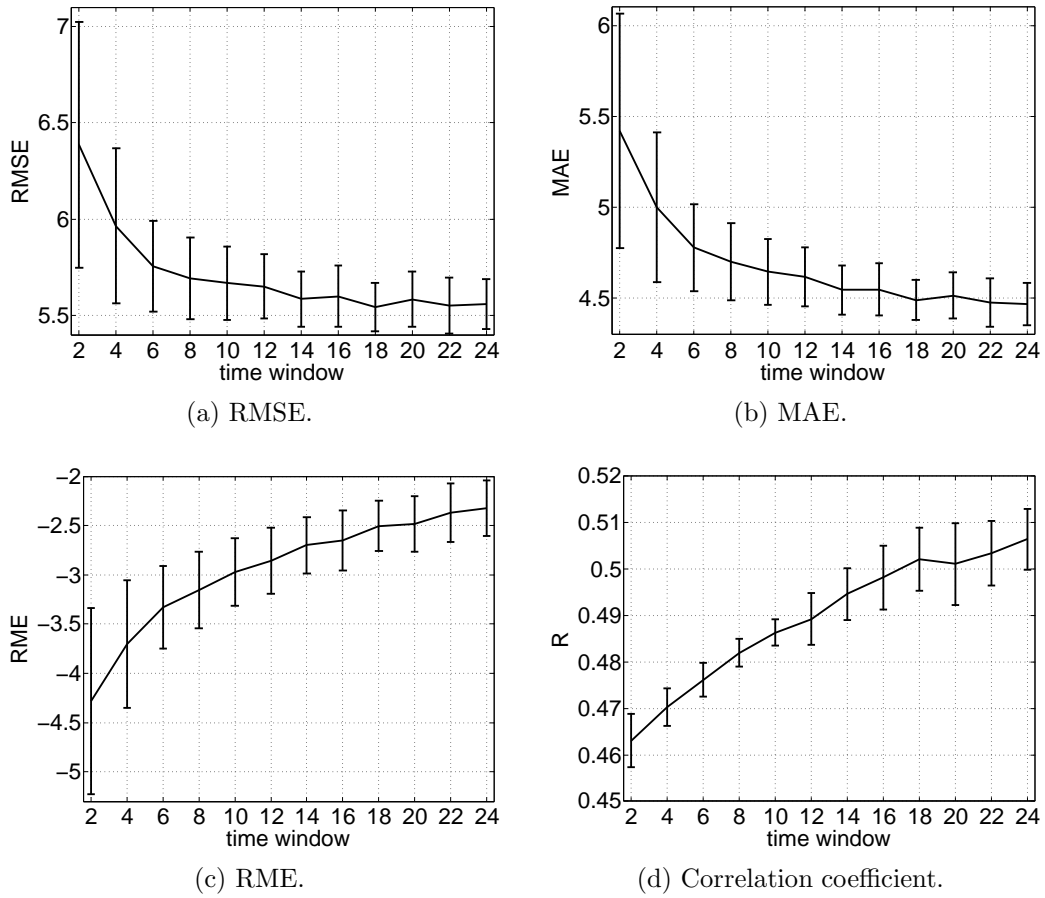 7
6.5
6
5.5
RMSE
2 4 6 8 10 12 14 16 18 20 22 24
time window
(a) RMSE.
6
5.5
5
4.5
MAE
2 4 6 8 10 12 14 16 18 20 22 24
time window
(b) MAE.
−2
−2.5
−3
−3.5
−4
−4.5
−5
RME
2 4 6 8 10 12 14 16 18 20 22 24
time window
(c) RME.
0.52
0.51
0.5
0.49
0.48
0.47
0.46
0.45
R
2 4 6 8 10 12 14 16 18 20 22 24
time window
(d) Correlation coefficient.